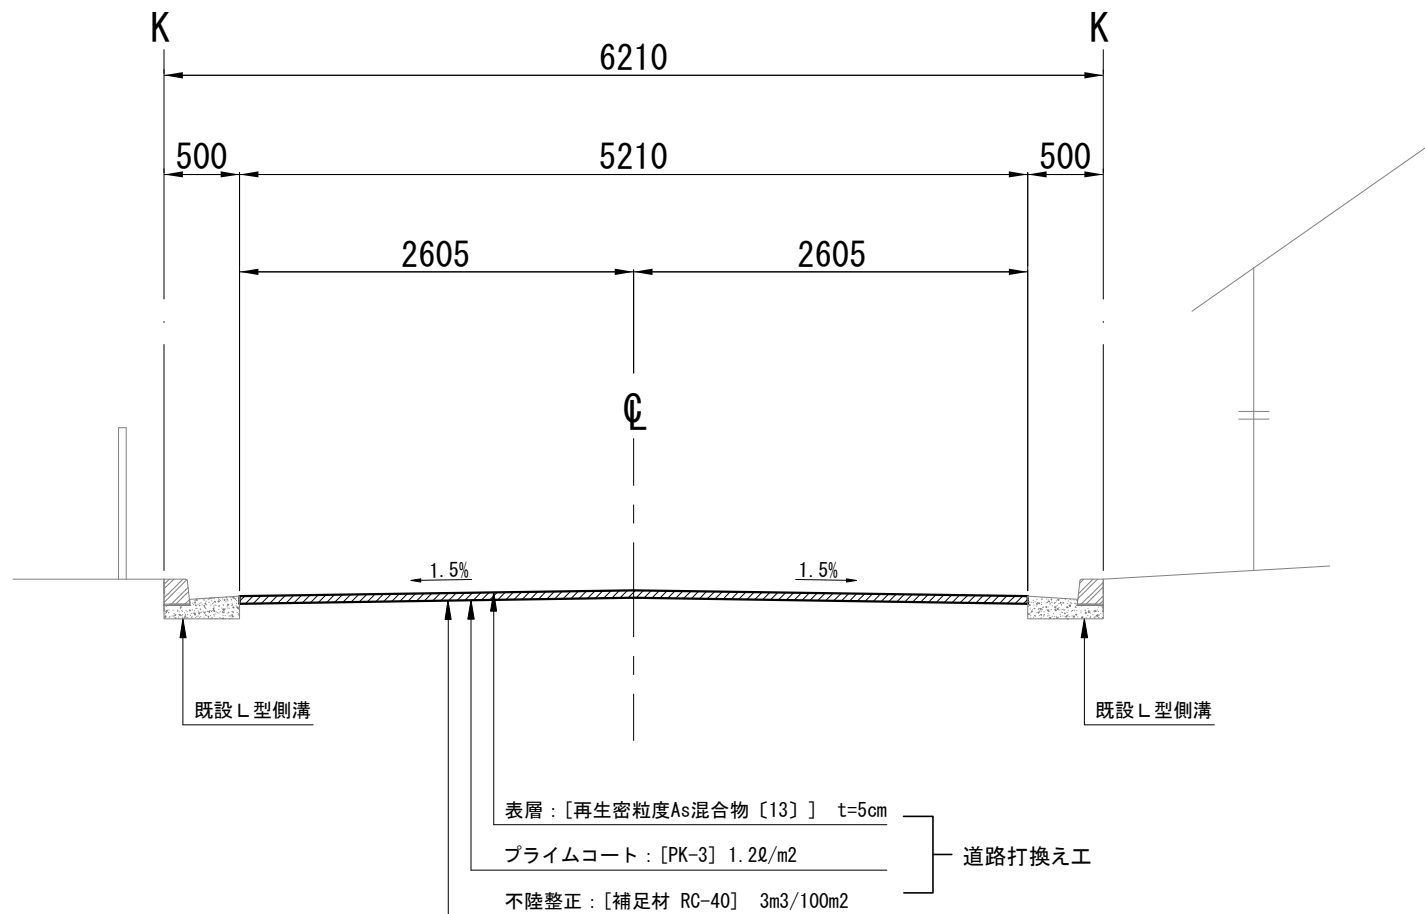 K K
6210
500 5210 500
2605 2605
℄
1.5% 1.5%
既設L型側溝 既設L型側溝
表層：[再生密粒度As混合物〔13〕] t=5cm
プライムコート：[PK-3] 1.2ℓ/m2
道路打換え工
不陸整正：[補足材 RC-40] 3m3/100m2